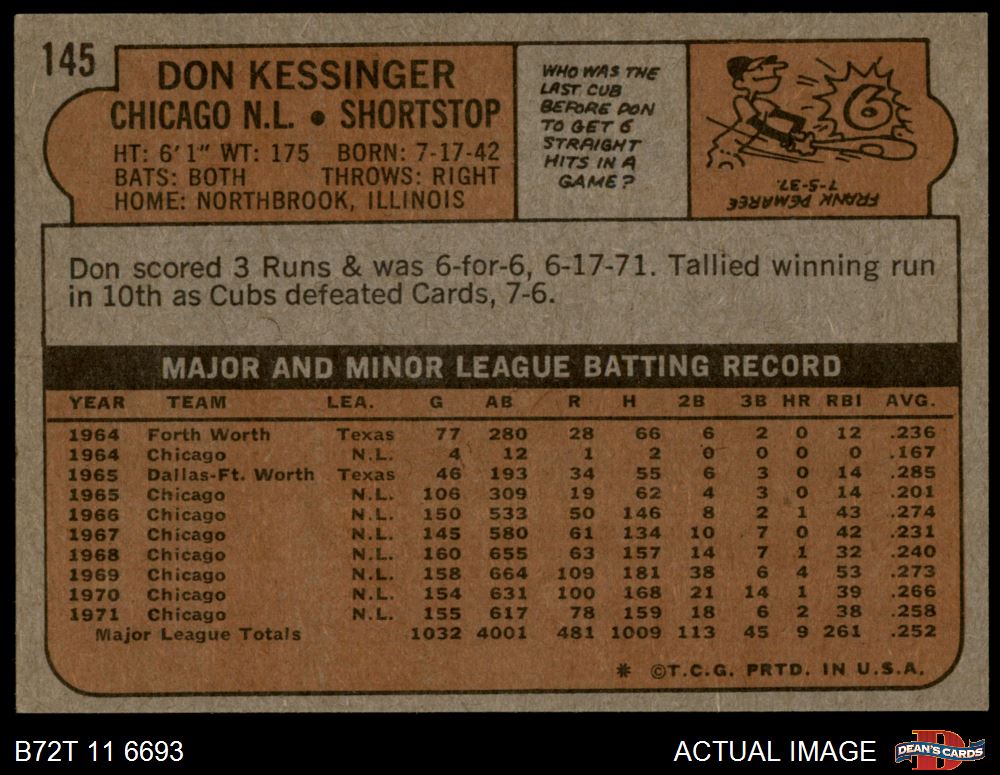 145
DON KESSINGER
CHICAGO N.L. • SHORTSTOP
HT: 6'1" WT: 175 BORN: 7-17-42
BATS: BOTH THROWS: RIGHT
HOME: NORTHBROOK, ILLINOIS
WHO WAS THE
LAST CUB
BEFORE DON
TO GET 6
STRAIGHT
HITS IN A
GAME?
6
FRANK DEMAREE
7-5-37.
Don scored 3 Runs & was 6-for-6, 6-17-71. Tallied winning run
in 10th as Cubs defeated Cards, 7-6.
MAJOR AND MINOR LEAGUE BATTING RECORD
YEAR TEAM LEA. G AB R H 2B 3B HR RBI AVG.
1964 Forth Worth Texas 77 280 28 66 6 2 0 12 .236
1964 Chicago N.L. 4 12 1 2 0 0 0 0 .167
1965 Dallas-Ft. Worth Texas 46 193 34 55 6 3 0 14 .285
1965 Chicago N.L. 106 309 19 62 4 3 0 14 .201
1966 Chicago N.L. 150 533 50 146 8 2 1 43 .274
1967 Chicago N.L. 145 580 61 134 10 7 0 42 .231
1968 Chicago N.L. 160 655 63 157 14 7 1 32 .240
1969 Chicago N.L. 158 664 109 181 38 6 4 53 .273
1970 Chicago N.L. 154 631 100 168 21 14 1 39 .266
1971 Chicago N.L. 155 617 78 159 18 6 2 38 .258
Major League Totals 1032 4001 481 1009 113 45 9 261 .252
* ©T.C.G. PRTD. IN U.S.A.
B72T 11 6693
ACTUAL IMAGE
D
DEAN'S CARDS